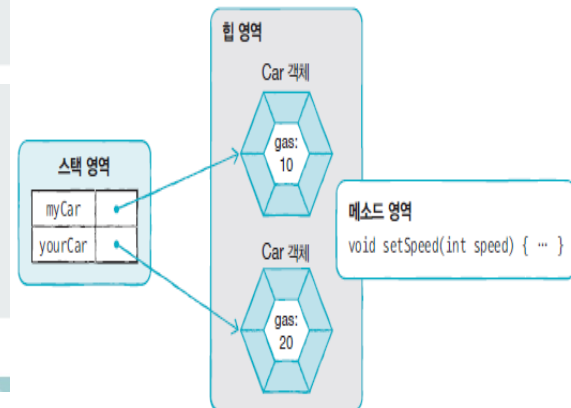 힙 영역
Car 객체
gas:
10
스택 영역
myCar
yourCar
메소드 영역
void setSpeed(int speed) { … }
Car 객체
gas:
20